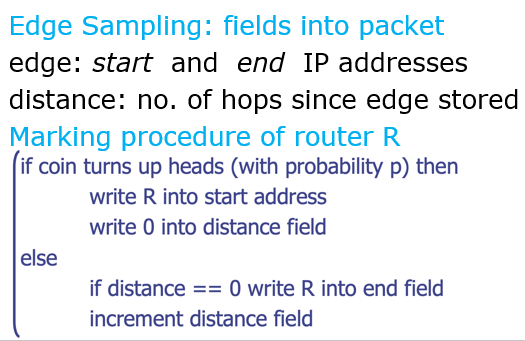 Edge Sampling: fields into packet
edge: start and end IP addresses
distance: no. of hops since edge stored
Marking procedure of router R
if coin turns up heads (with probability p) then
write R into start address
write 0 into distance field
else
if distance == 0 write R into end field
increment distance field